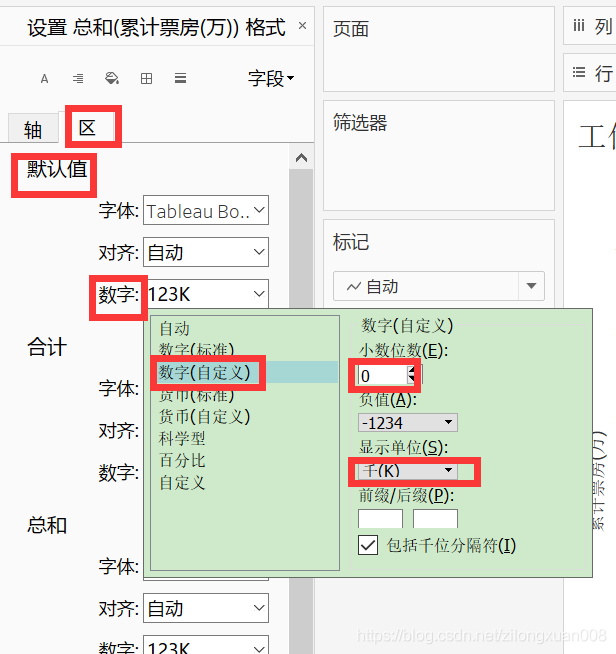 设置 总和(累计票房(万)) 格式 ×
A
字段
轴
区
默认值
字体: Tableau Bo..
对齐: 自动
数字: 123K
自动
数字(标准)
数字(自定义)
货币(标准)
货币(自定义)
科学型
百分比
自定义
数字(自定义)
小数位数(E):
0
负值(A):
-1234
显示单位(S):
千(K)
前缀/后缀(P):
包括千位分隔符(I)
合计
字体:
对齐:
数字:
总和
字体:
对齐: 自动
数字: 123K
页面
筛选器
标记
自动
列
行
累计票房(万)
https://blog.csdn.net/zilongxuan008